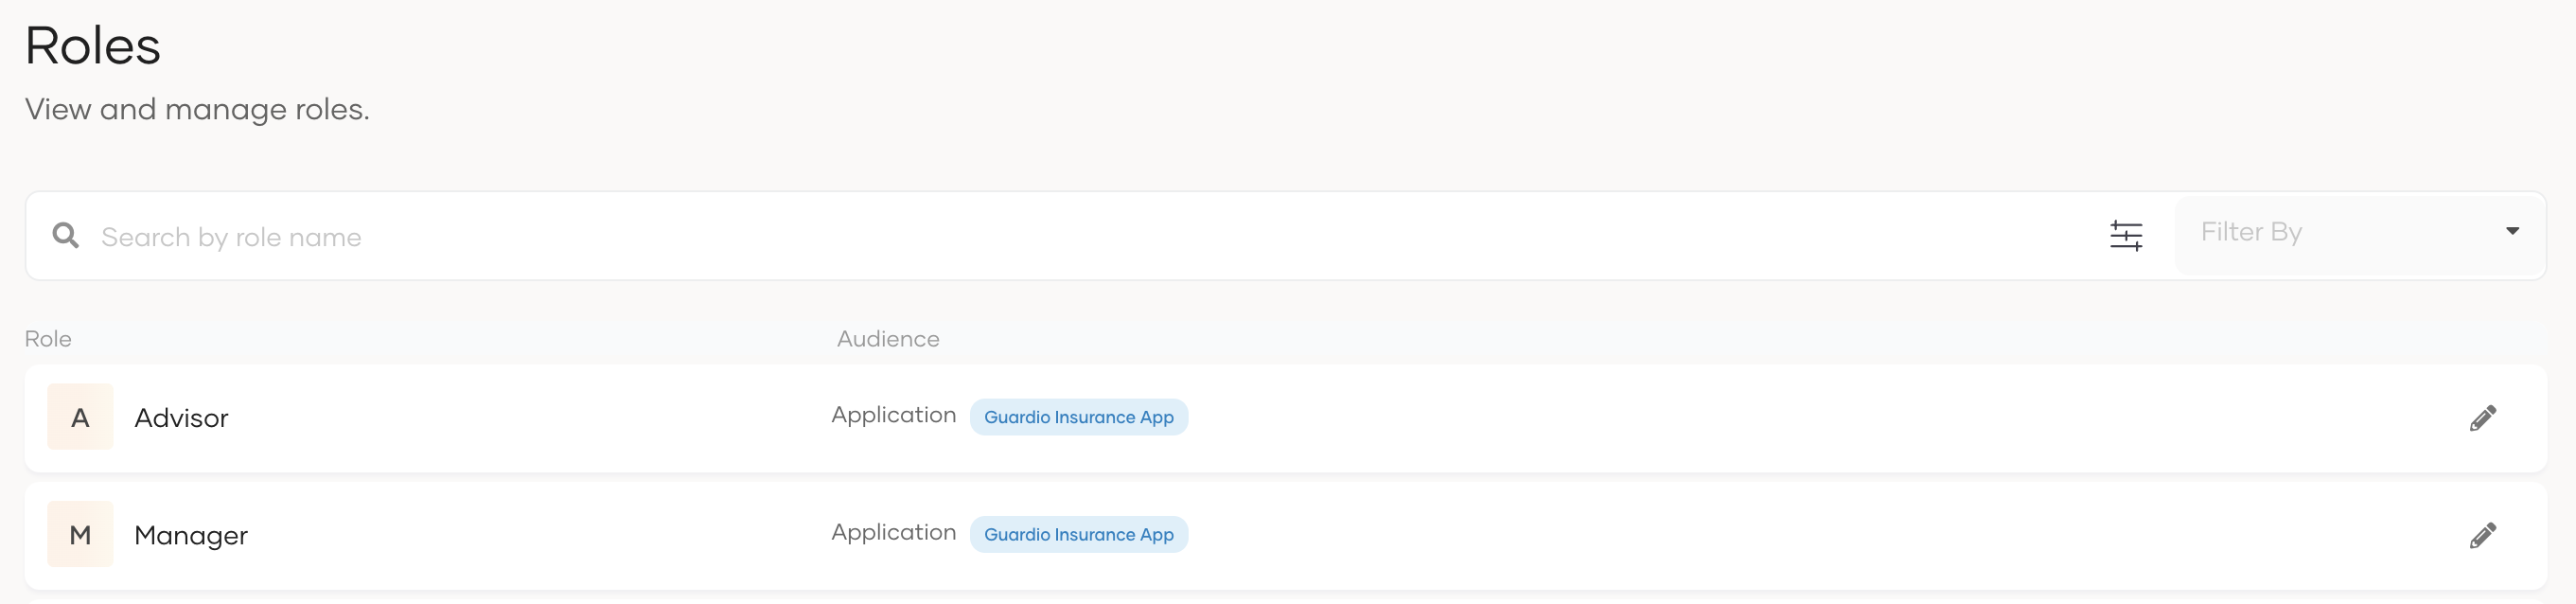 Roles
View and manage roles.
Search by role name
Filter By
Role Audience
A Advisor Application Guardio Insurance App
M Manager Application Guardio Insurance App